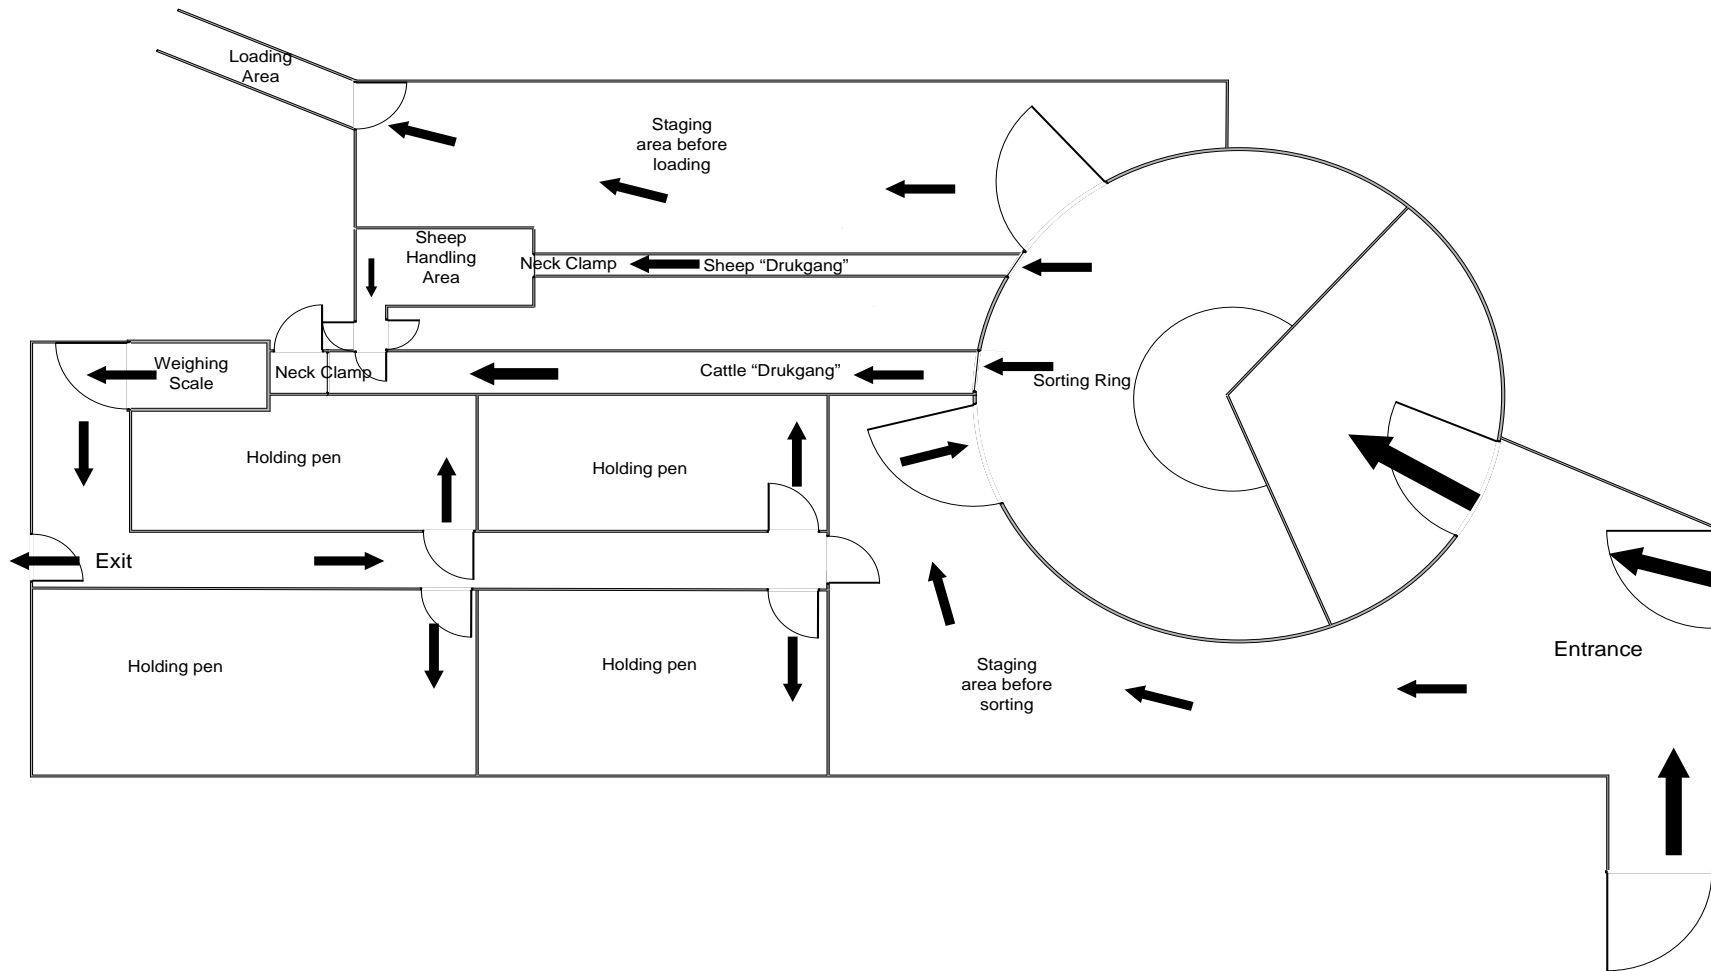 Loading
Area
Staging
area before
loading
Sheep
Handling
Area
Neck Clamp
Sheep “Drukgang”
Weighing
Scale
Neck Clamp
Cattle “Drukgang”
Sorting Ring
Holding pen
Holding pen
Exit
Holding pen
Holding pen
Staging
area before
sorting
Entrance